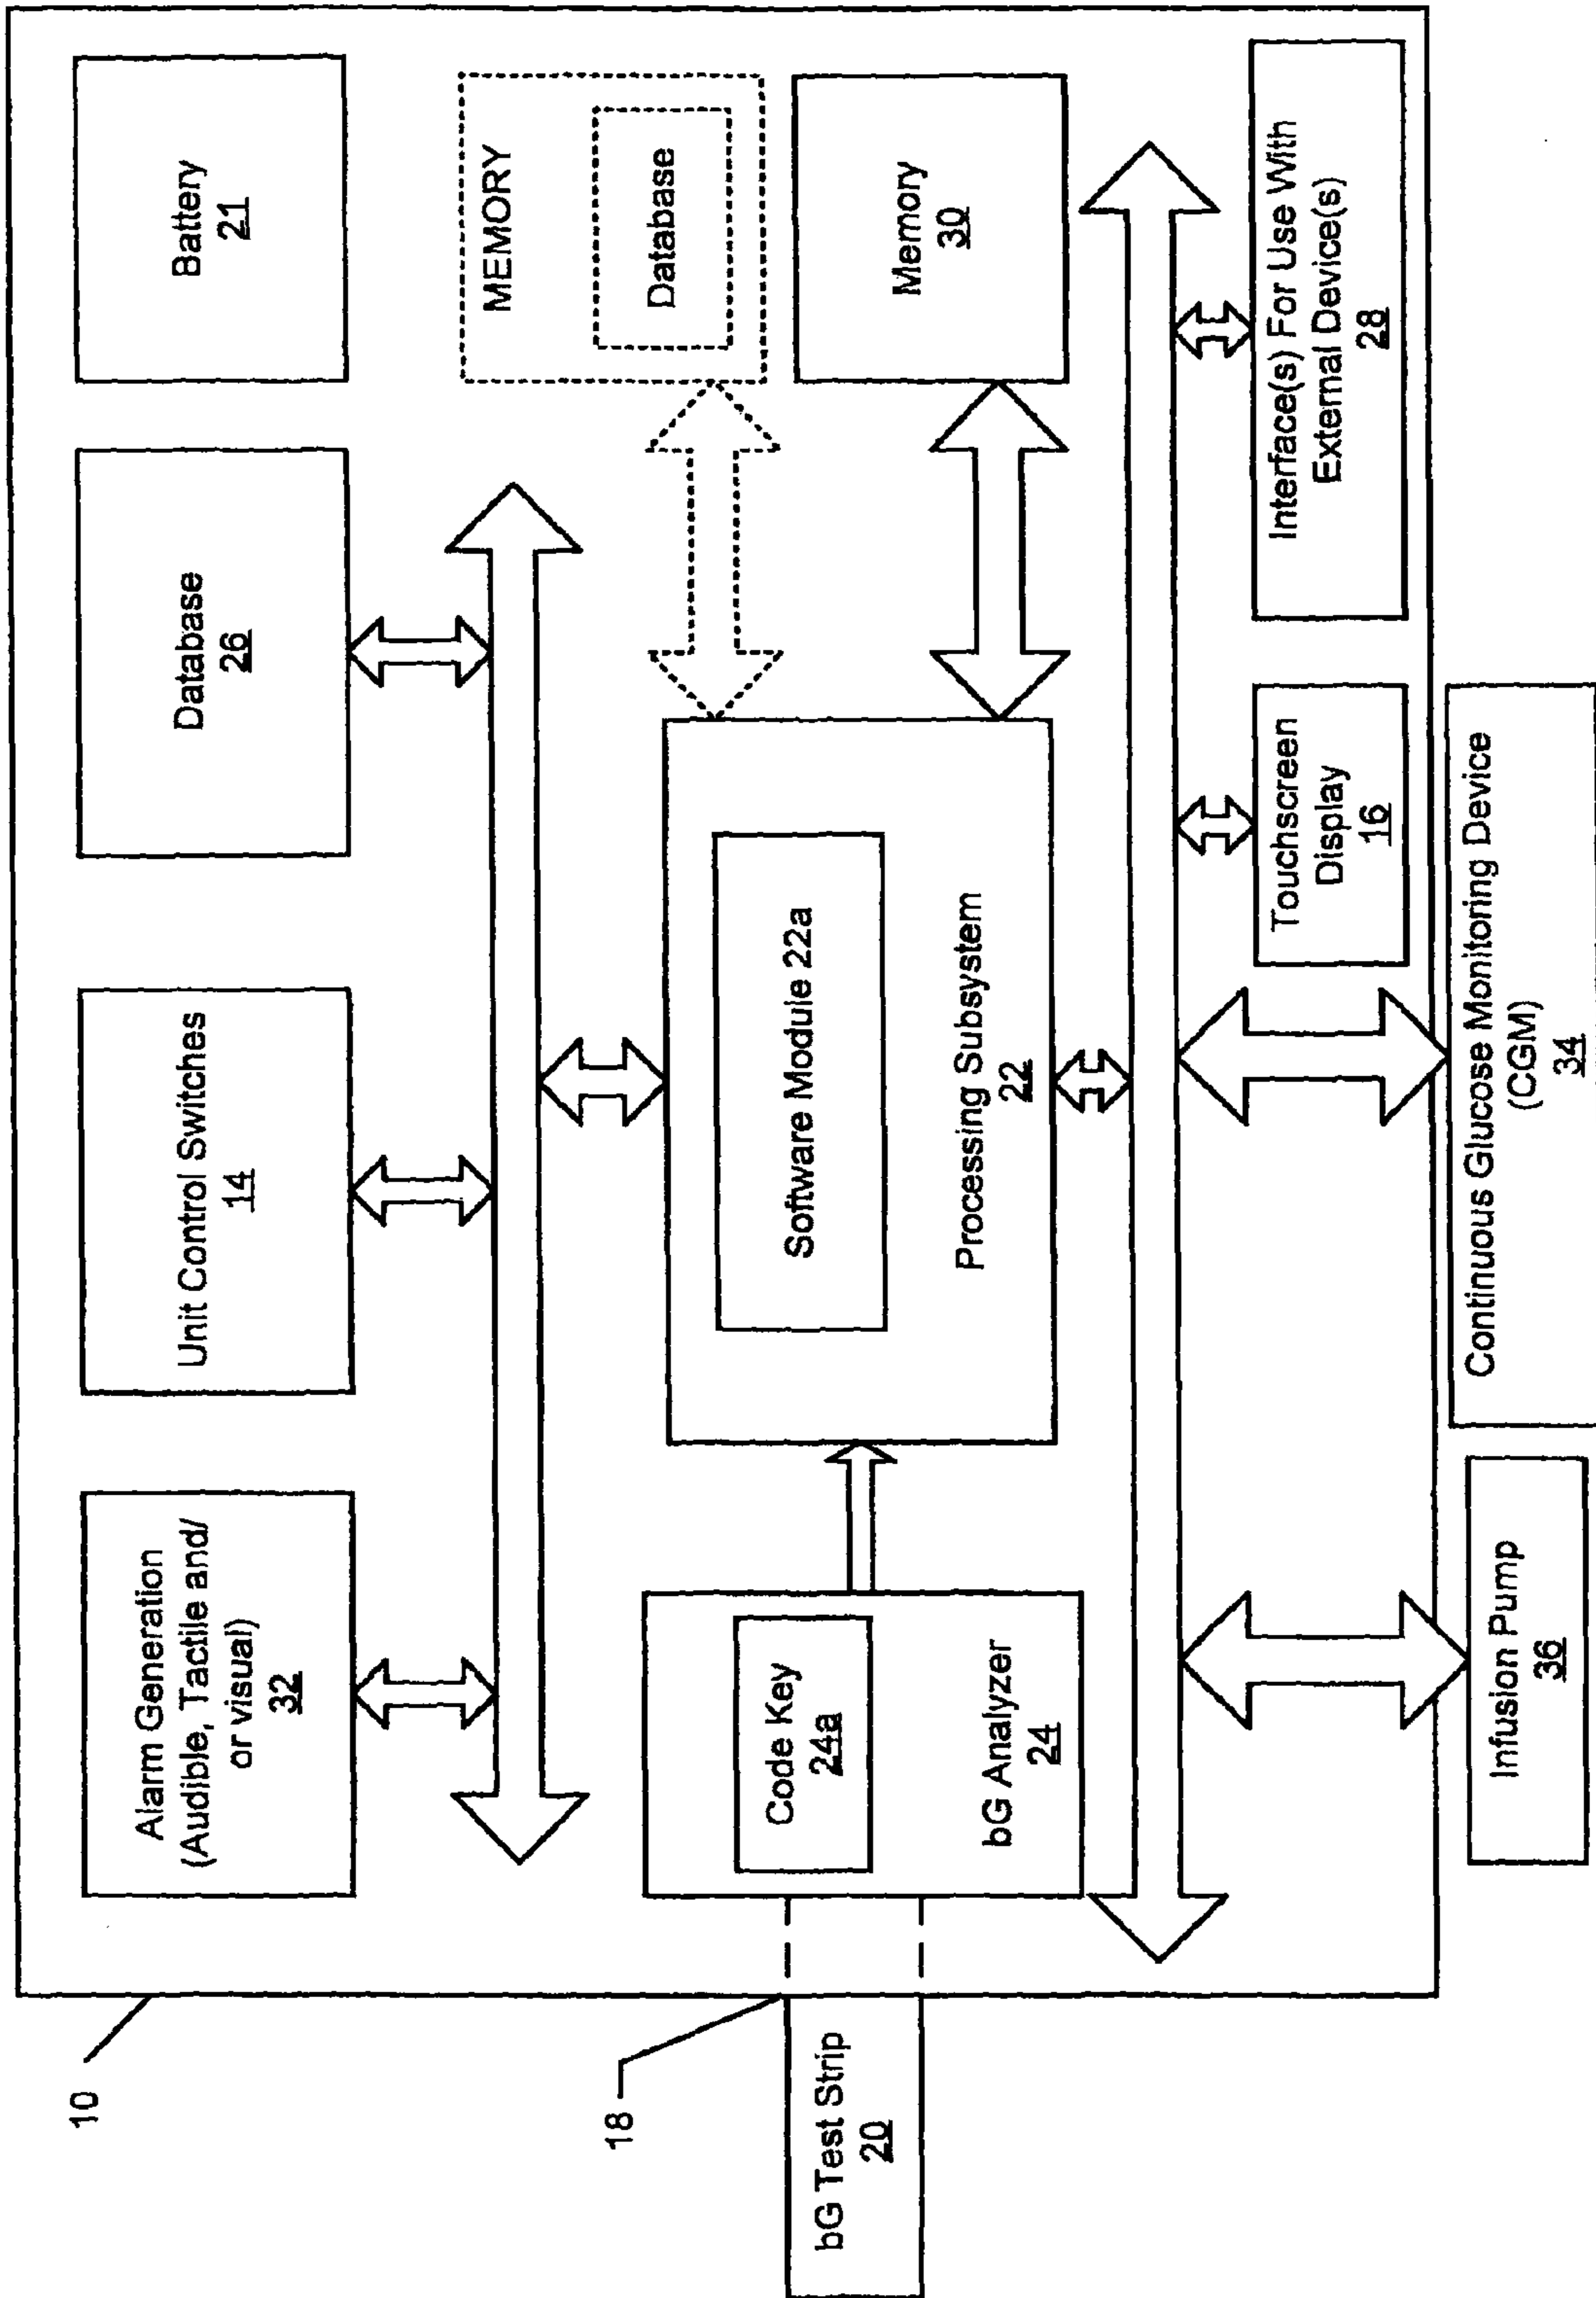 10
Alarm Generation
(Audible, Tactile and/
or visual)
32
Unit Control Switches
14
Database
26
Battery
21
MEMORY
Database
18
bG Test Strip
20
Code Key
24a
bG Analyzer
24
Software Module 22a
Processing Subsystem
22
Memory
30
Touchscreen
Display
16
Interface(s) For Use With
External Device(s)
28
Infusion Pump
36
Continuous Glucose Monitoring Device
(CGM)
34